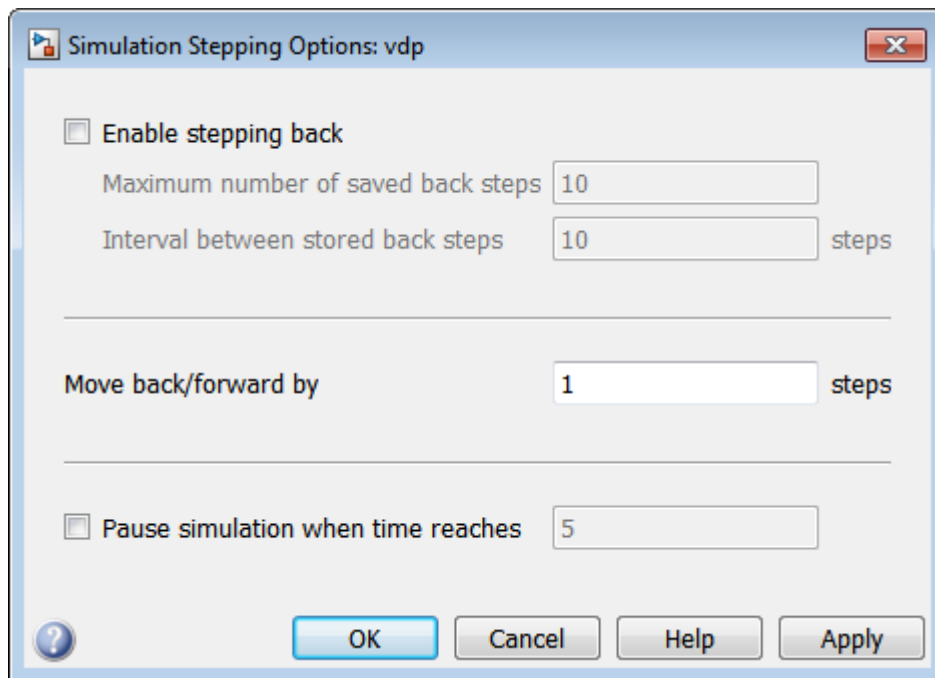 Simulation Stepping Options: vdp
Enable stepping back
Maximum number of saved back steps 10
Interval between stored back steps 10 steps
Move back/forward by 1 steps
Pause simulation when time reaches 5
? OK Cancel Help Apply